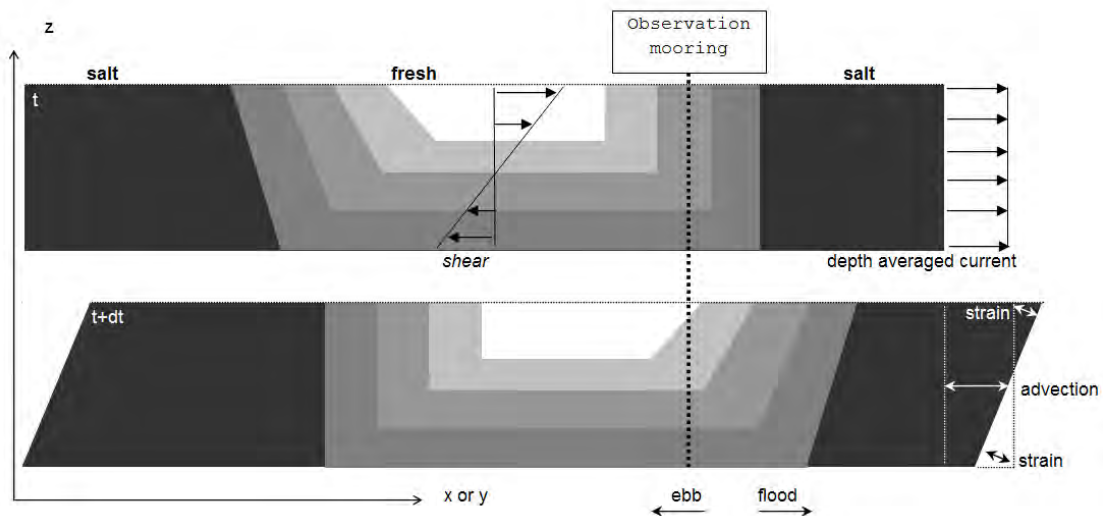 z
Observation
mooring
salt
fresh
salt
t
shear
depth averaged current
t+dt
strain
advection
strain
x or y
ebb
flood